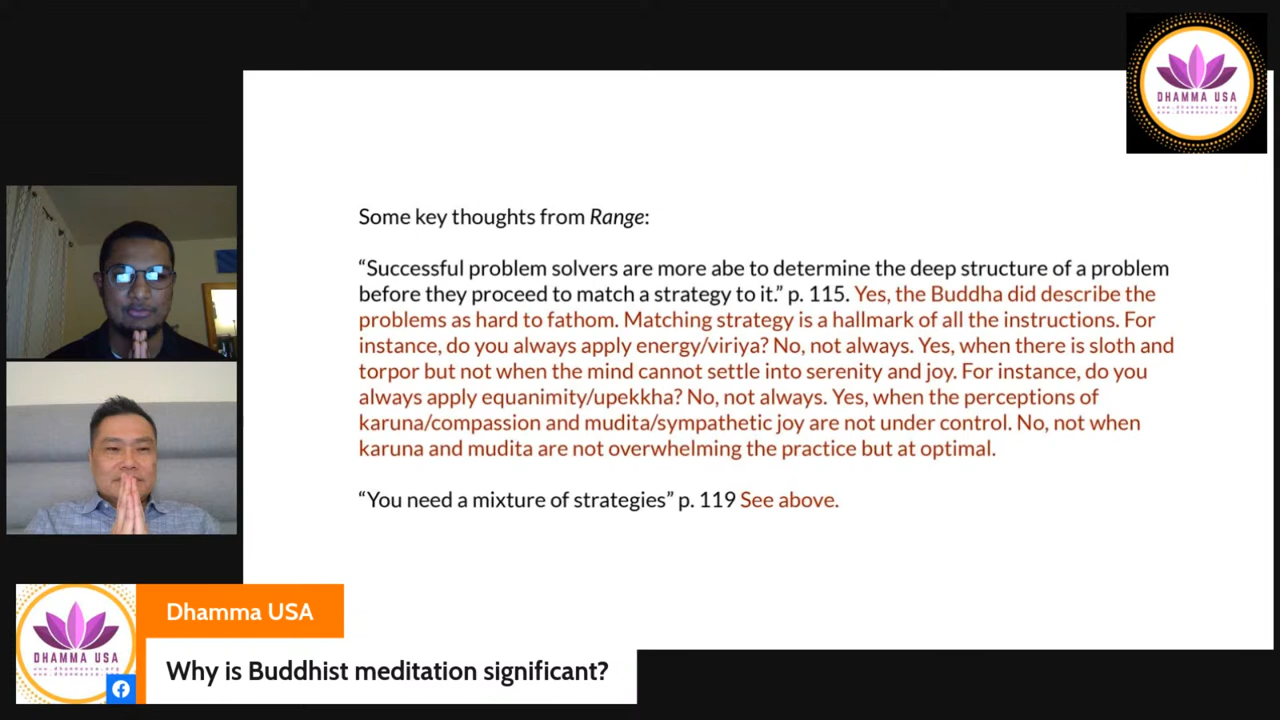 DHAMMA USA
Some key thoughts from Range:
“Successful problem solvers are more abe to determine the deep structure of a problem
before they proceed to match a strategy to it.” p. 115. Yes, the Buddha did describe the
problems as hard to fathom. Matching strategy is a hallmark of all the instructions. For
instance, do you always apply energy/viriya? No, not always. Yes, when there is sloth and
torpor but not when the mind cannot settle into serenity and joy. For instance, do you
always apply equanimity/upekkha? No, not always. Yes, when the perceptions of
karuna/compassion and mudita/sympathetic joy are not under control. No, not when
karuna and mudita are not overwhelming the practice but at optimal.
“You need a mixture of strategies” p. 119 See above.
DHAMMA USA
Dhamma USA
Why is Buddhist meditation significant?